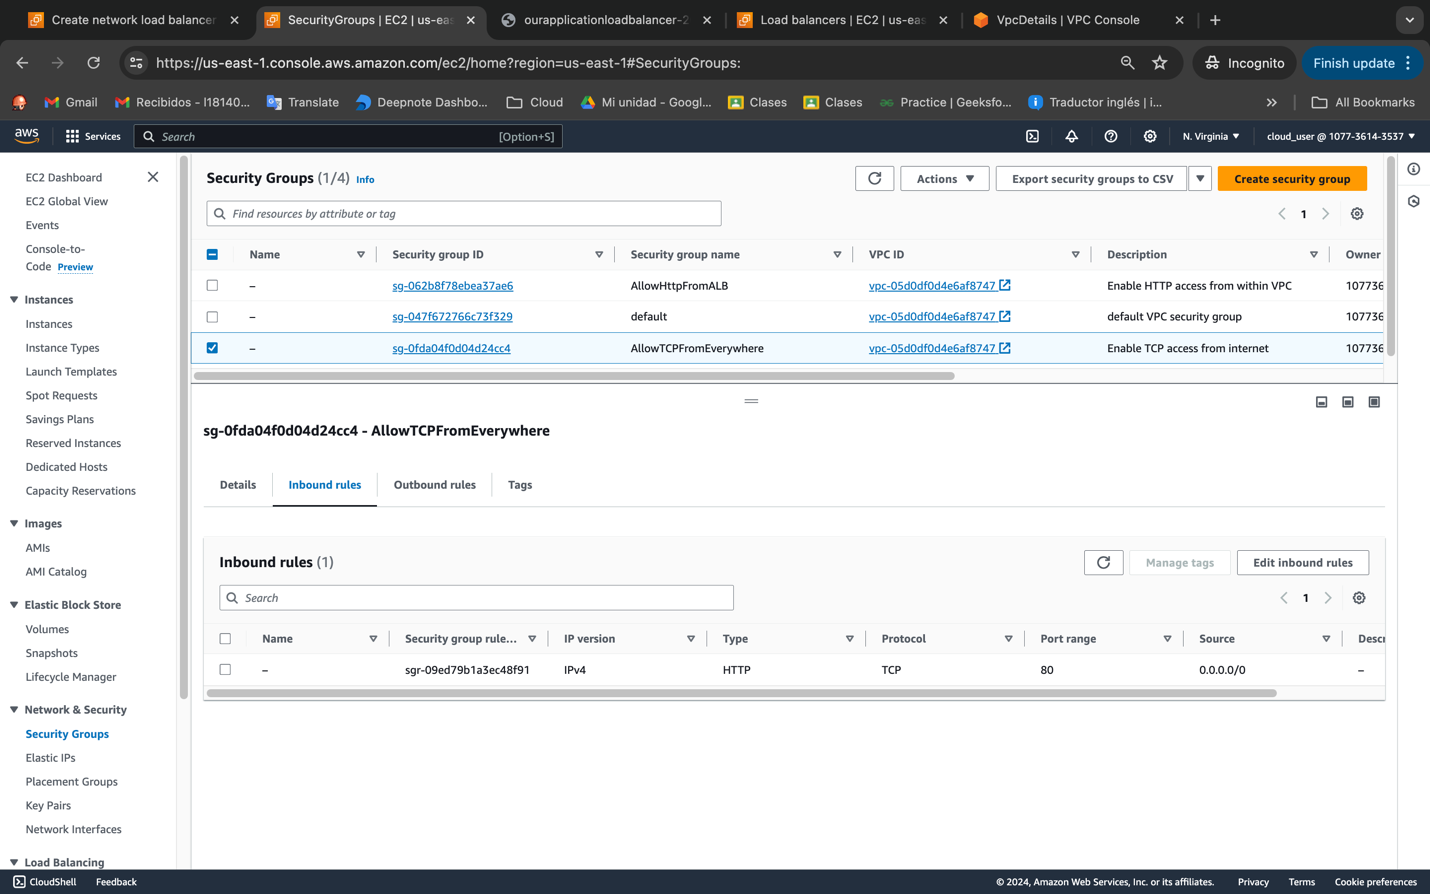 Create network load balancer
SecurityGroups | EC2 | us-eas
ourapplicationloadbalancer-2
Load balancers | EC2 | us-eas
VpcDetails | VPC Console
https://us-east-1.console.aws.amazon.com/ec2/home?region=us-east-1#SecurityGroups:
Incognito
Finish update
Gmail
Recibidos - l18140...
Translate
Deepnote Dashbo...
Cloud
Mi unidad - Googl...
Clases
Clases
Practice | Geeksfo...
Traductor inglés | i...
All Bookmarks
aws
Services
Search
[Option+S]
N. Virginia
cloud_user @ 1077-3614-3537
EC2 Dashboard
EC2 Global View
Events
Console-to-
Code Preview
Instances
Instances
Instance Types
Launch Templates
Spot Requests
Savings Plans
Reserved Instances
Dedicated Hosts
Capacity Reservations
Images
AMIs
AMI Catalog
Elastic Block Store
Volumes
Snapshots
Lifecycle Manager
Network & Security
Security Groups
Elastic IPs
Placement Groups
Key Pairs
Network Interfaces
Load Balancing
Security Groups (1/4) Info
Actions
Export security groups to CSV
Create security group
Find resources by attribute or tag
1
Name Security group ID Security group name VPC ID Description Owner
– sg-062b8f78ebea37ae6 AllowHttpFromALB vpc-05d0df0d4e6af8747 Enable HTTP access from within VPC 107736
– sg-047f672766c73f329 default vpc-05d0df0d4e6af8747 default VPC security group 107736
– sg-0fda04f0d04d24cc4 AllowTCPFromEverywhere vpc-05d0df0d4e6af8747 Enable TCP access from internet 107736
sg-0fda04f0d04d24cc4 - AllowTCPFromEverywhere
Details
Inbound rules
Outbound rules
Tags
Inbound rules (1)
Manage tags
Edit inbound rules
Search
1
Name Security group rule... IP version Type Protocol Port range Source Descr
– sgr-09ed79b1a3ec48f91 IPv4 HTTP TCP 80 0.0.0.0/0 –
CloudShell
Feedback
© 2024, Amazon Web Services, Inc. or its affiliates.
Privacy
Terms
Cookie preferences